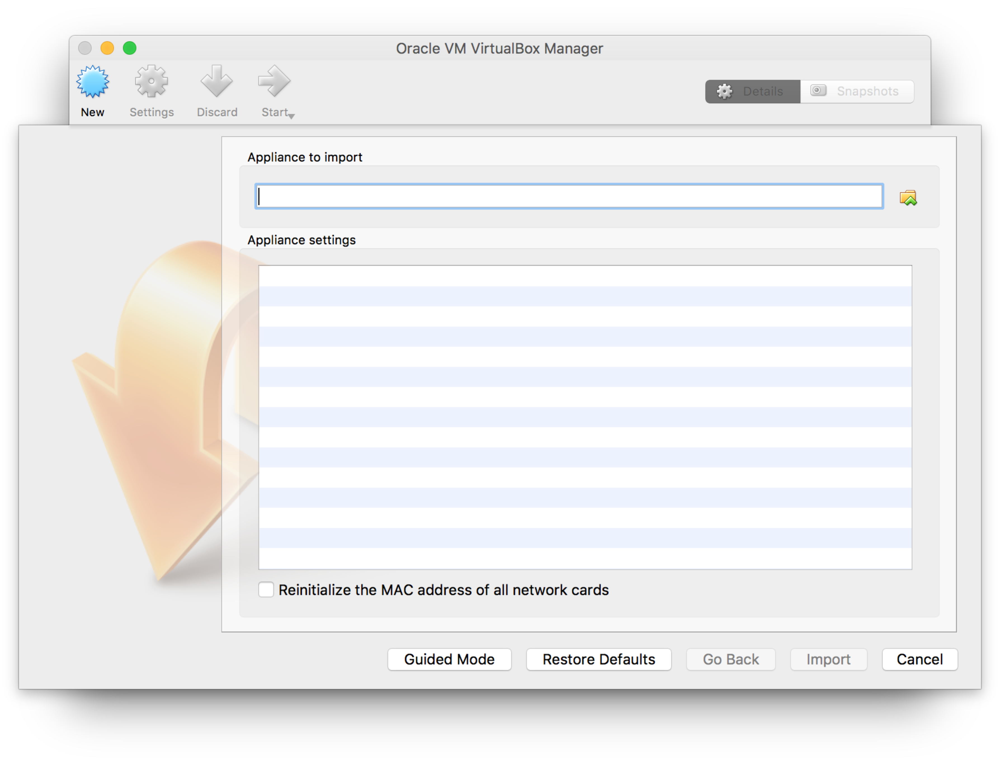 Oracle VM VirtualBox Manager
New
Settings
Discard
Start
Details
Snapshots
Appliance to import
Appliance settings
Reinitialize the MAC address of all network cards
Guided Mode
Restore Defaults
Go Back
Import
Cancel